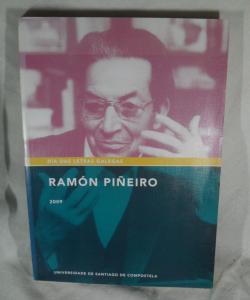 DÍA DAS LETRAS GALEGAS
RAMÓN PIÑEIRO
2009
UNIVERSIDADE DE SANTIAGO DE COMPOSTELA